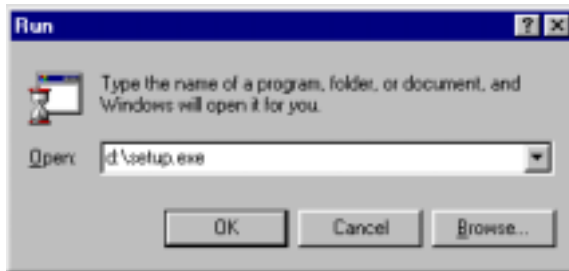 Run
Type the name of a program, folder, or document, and
Windows will open it for you.
Open: d:\setup.exe
OK Cancel Browse...